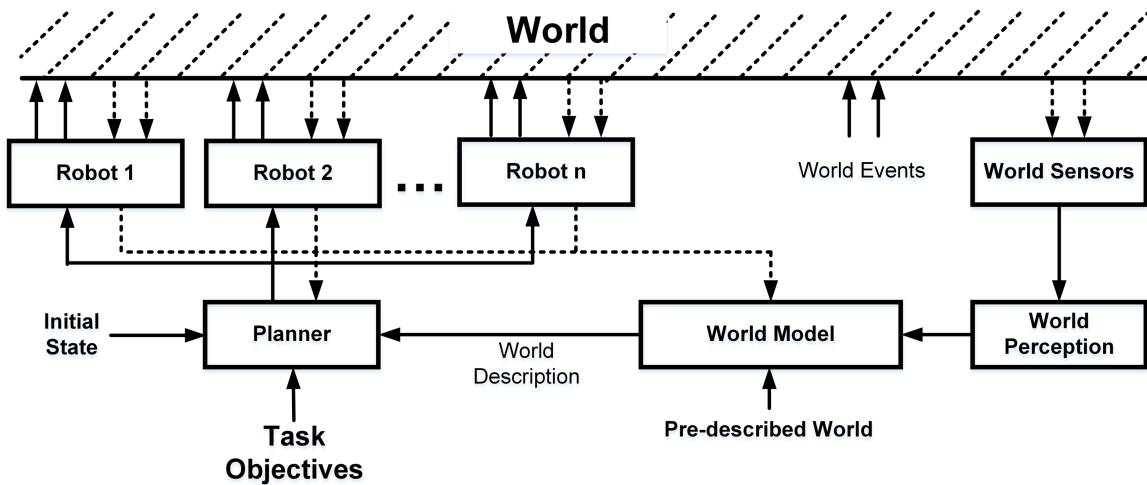 World
Robot 1
Robot 2
...
Robot n
World Events
World Sensors
Initial
State
Planner
World
Description
World Model
World
Perception
Task
Objectives
Pre-described World